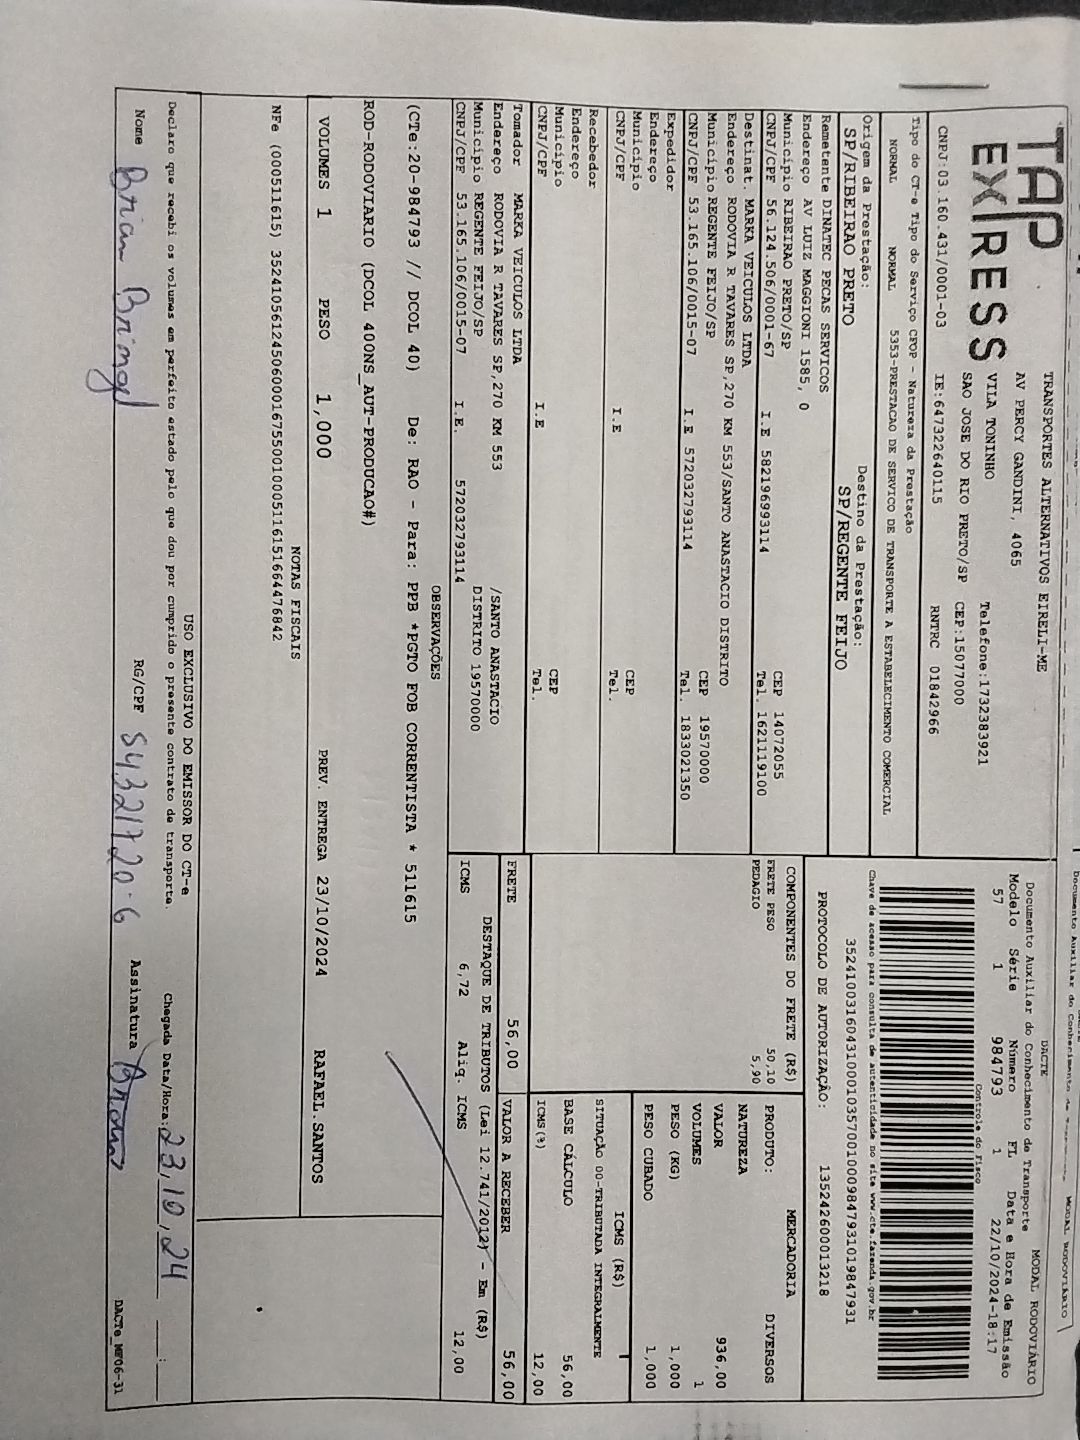 TAP
EXPRESS
TRANSPORTES ALTERNATIVOS EIRELI-ME
AV PERCY GANDINI, 4065
VILA TONINHO
SAO JOSE DO RIO PRETO/SP
Telefone:1732383921
CEP:15077000
CNPJ:03.160.431/0001-03 IE:647322640115 RNTRC 01842966
DACTE MODAL RODOVIÁRIO
Documento Auxiliar do Conhecimento de Transporte
Modelo Série Número FL Data e Hora de Emissão
57 1 984793 1 22/10/2024-18:17
Controle do Fisco
Chave de acesso para consulta de autenticidade no site www.cte.fazenda.gov.br
35241003160431000103570010009847931019847931
PROTOCOLO DE AUTORIZAÇÃO: 135242600013218
Tipo do CT-e Tipo do Serviço CFOP - Natureza da Prestação
NORMAL NORMAL 5353-PRESTACAO DE SERVICO DE TRANSPORTE A ESTABELECIMENTO COMERCIAL
Origem da Prestação: Destino da Prestação:
SP/RIBEIRAO PRETO SP/REGENTE FEIJO
Remetente DINATEC PECAS SERVICOS
Endereço AV LUIZ MAGGIONI 1585, 0
Município RIBEIRAO PRETO/SP CEP 14072055
CNPJ/CPF 56.124.506/0001-67 I.E 582196993114 Tel. 1621119100
Destinat. MARKA VEICULOS LTDA
Endereço RODOVIA R TAVARES SP,270 KM 553/SANTO ANASTACIO DISTRITO
Município REGENTE FEIJO/SP CEP 19570000
CNPJ/CPF 53.165.106/0015-07 I.E 572032793114 Tel. 1833021350
Expedidor
Endereço
Município CEP
CNPJ/CPF I.E Tel.
Recebedor
Endereço
Município CEP
CNPJ/CPF I.E Tel.
Tomador MARKA VEICULOS LTDA
Endereço RODOVIA R TAVARES SP,270 KM 553 /SANTO ANASTACIO
Município REGENTE FEIJO/SP DISTRITO 19570000
CNPJ/CPF 53.165.106/0015-07 I.E. 572032793114
COMPONENTES DO FRETE (R$)
FRETE PESO 50,10
PEDAGIO 5,90
MERCADORIA
PRODUTO: DIVERSOS
NATUREZA
VALOR 936,00
VOLUMES 1
PESO (KG) 1,000
PESO CUBADO 1,000
ICMS (R$)
SITUAÇÃO 00-TRIBUTADA INTEGRALMENTE
BASE CÁLCULO 56,00
ICMS(%) 12,00
FRETE 56,00 VALOR A RECEBER 56,00
DESTAQUE DE TRIBUTOS (Lei 12.741/2012) - Em (R$)
ICMS 6,72 Aliq. ICMS 12,00
OBSERVAÇÕES
(CTe:20-984793 // DCOL 40) De: RAO - Para: PPB *PGTO FOB CORRENTISTA * 511615
ROD-RODOVIARIO (DCOL 400NS_AUT-PRODUCAO#)
VOLUMES 1 PESO 1,000 PREV. ENTREGA 23/10/2024 RAFAEL.SANTOS
NOTAS FISCAIS
NFe (000511615) 35241056124506000167550010005116151664476842
USO EXCLUSIVO DO EMISSOR DO CT-e
Declaro que recebi os volumes em perfeito estado pelo que dou por cumprido o presente contrato de transporte. Chegada Data/Hora: 23,10,24 :
Nome Brian Bringel RG/CPF 54321720-6 Assinatura Brian
DACTe_MF06-31